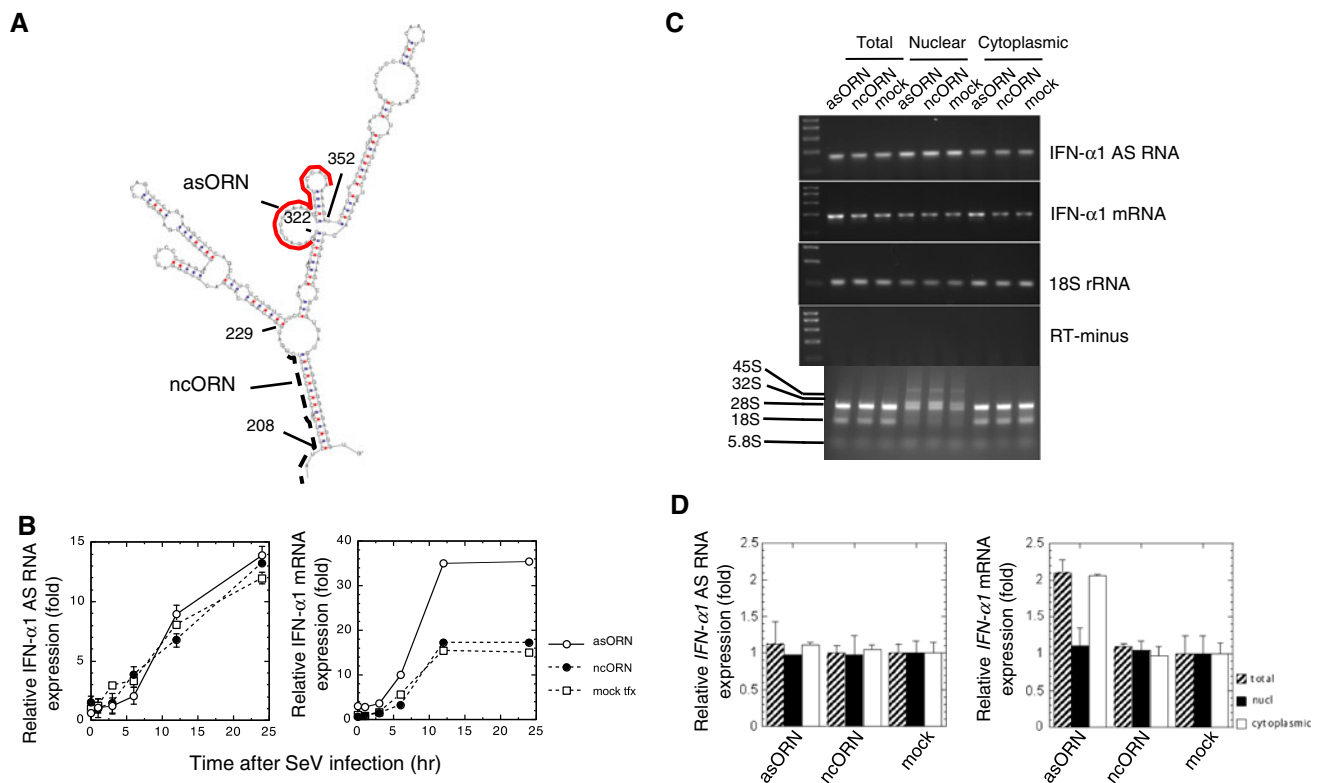 A
352
asORN
322
229
ncORN
208
B
Relative IFN-α1 AS RNA
expression (fold)
15
10
5
0
0 5 10 15 20 25
Relative IFN-α1 mRNA
expression (fold)
40
30
20
10
0
0 5 10 15 20 25
asORN
ncORN
mock tfx
Time after SeV infection (hr)
C
Total Nuclear Cytoplasmic
asORN ncORN mock asORN ncORN mock asORN ncORN mock
IFN-α1 AS RNA
IFN-α1 mRNA
18S rRNA
RT-minus
45S
32S
28S
18S
5.8S
D
Relative IFN-α1 AS RNA
expression (fold)
2.5
2
1.5
1
0.5
0
asORN ncORN mock
Relative IFN-α1 mRNA
expression (fold)
2.5
2
1.5
1
0.5
0
asORN ncORN mock
total
nucl
cytoplasmic